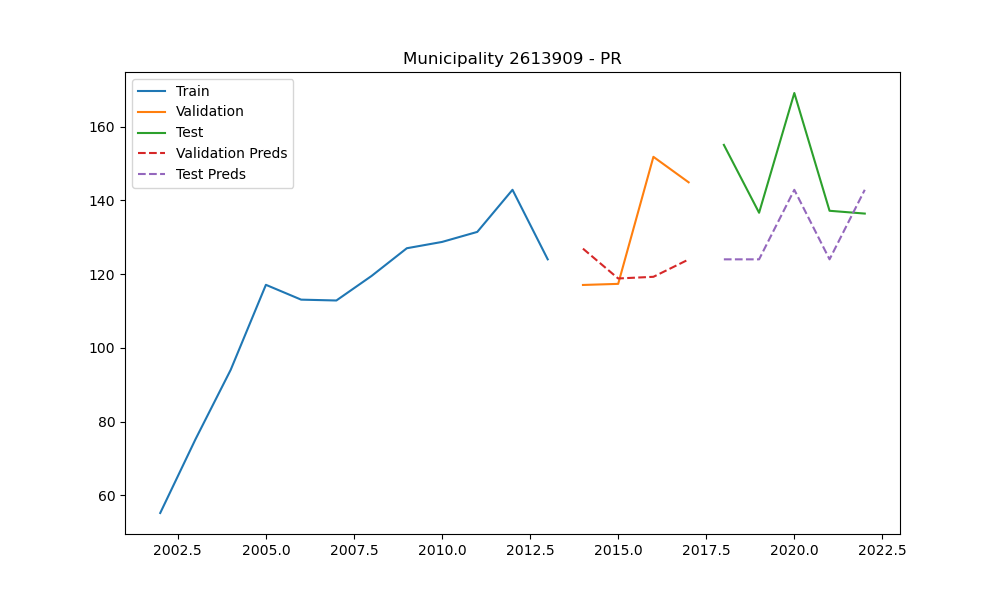 Municipality 2613909 - PR
Train
Validation
Test
Validation Preds
Test Preds
160
140
120
100
80
60
2002.5 2005.0 2007.5 2010.0 2012.5 2015.0 2017.5 2020.0 2022.5